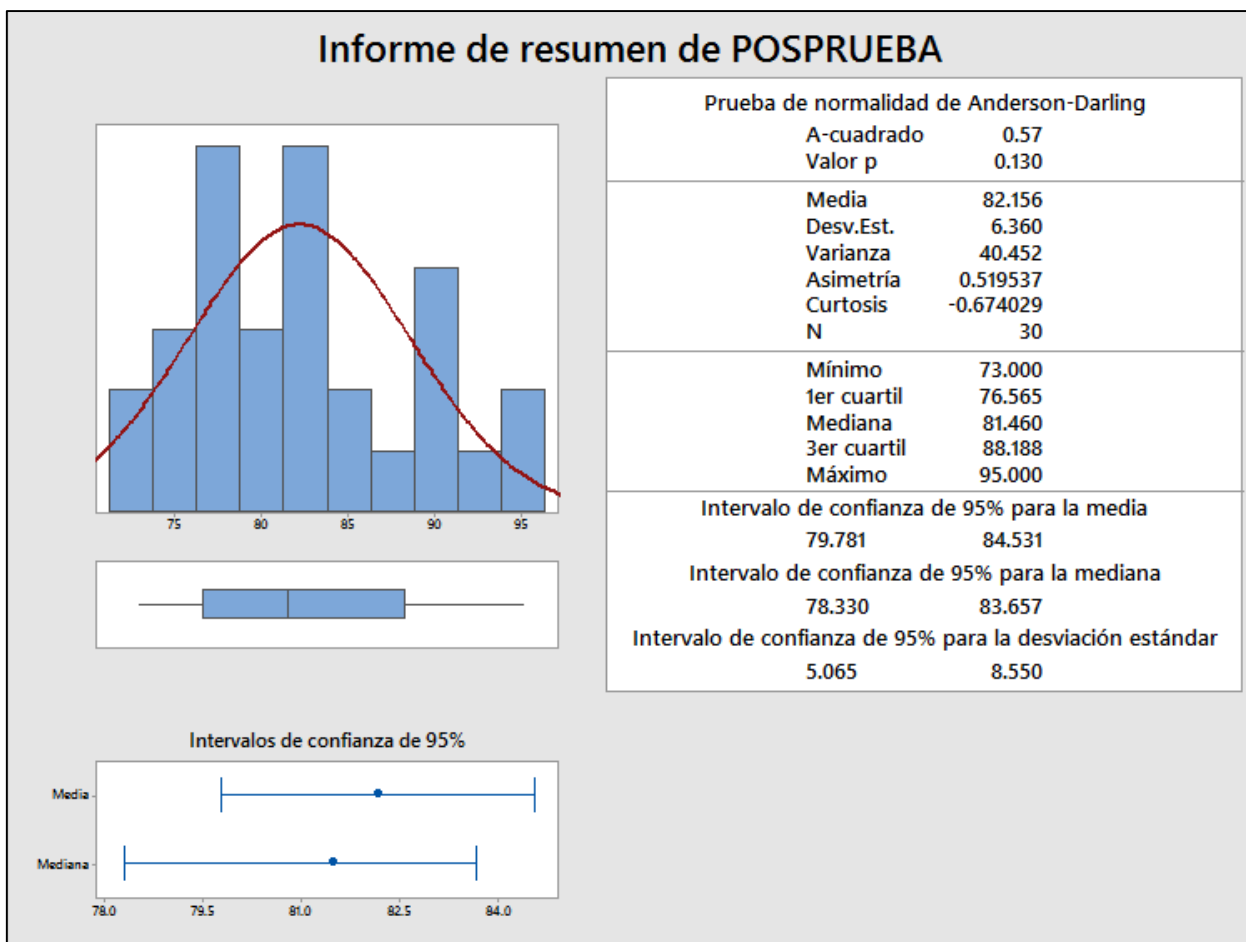 Informe de resumen de POSPRUEBA
75 80 85 90 95
Intervalos de confianza de 95%
Media
Mediana
78.0 79.5 81.0 82.5 84.0
Prueba de normalidad de Anderson-Darling
A-cuadrado 0.57
Valor p 0.130
Media 82.156
Desv.Est. 6.360
Varianza 40.452
Asimetría 0.519537
Curtosis -0.674029
N 30
Mínimo 73.000
1er cuartil 76.565
Mediana 81.460
3er cuartil 88.188
Máximo 95.000
Intervalo de confianza de 95% para la media
79.781 84.531
Intervalo de confianza de 95% para la mediana
78.330 83.657
Intervalo de confianza de 95% para la desviación estándar
5.065 8.550